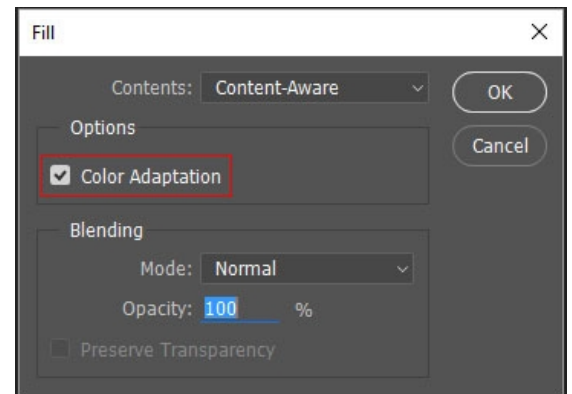 Fill
Contents: Content-Aware
OK
Options
Cancel
Color Adaptation
Blending
Mode: Normal
Opacity: 100 %
Preserve Transparency